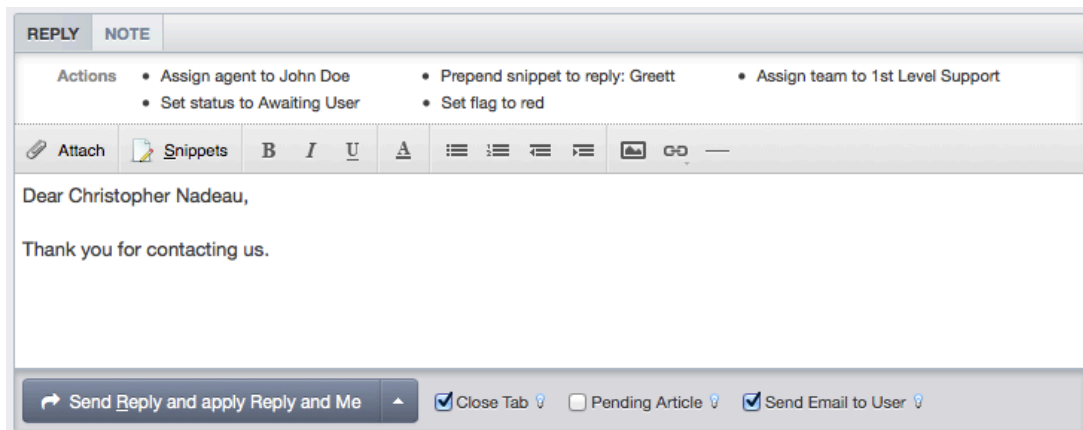 REPLY NOTE
Actions • Assign agent to John Doe • Prepend snippet to reply: Greett • Assign team to 1st Level Support
• Set status to Awaiting User • Set flag to red
Attach Snippets B I U A
Dear Christopher Nadeau,
Thank you for contacting us.
Send Reply and apply Reply and Me Close Tab Pending Article Send Email to User